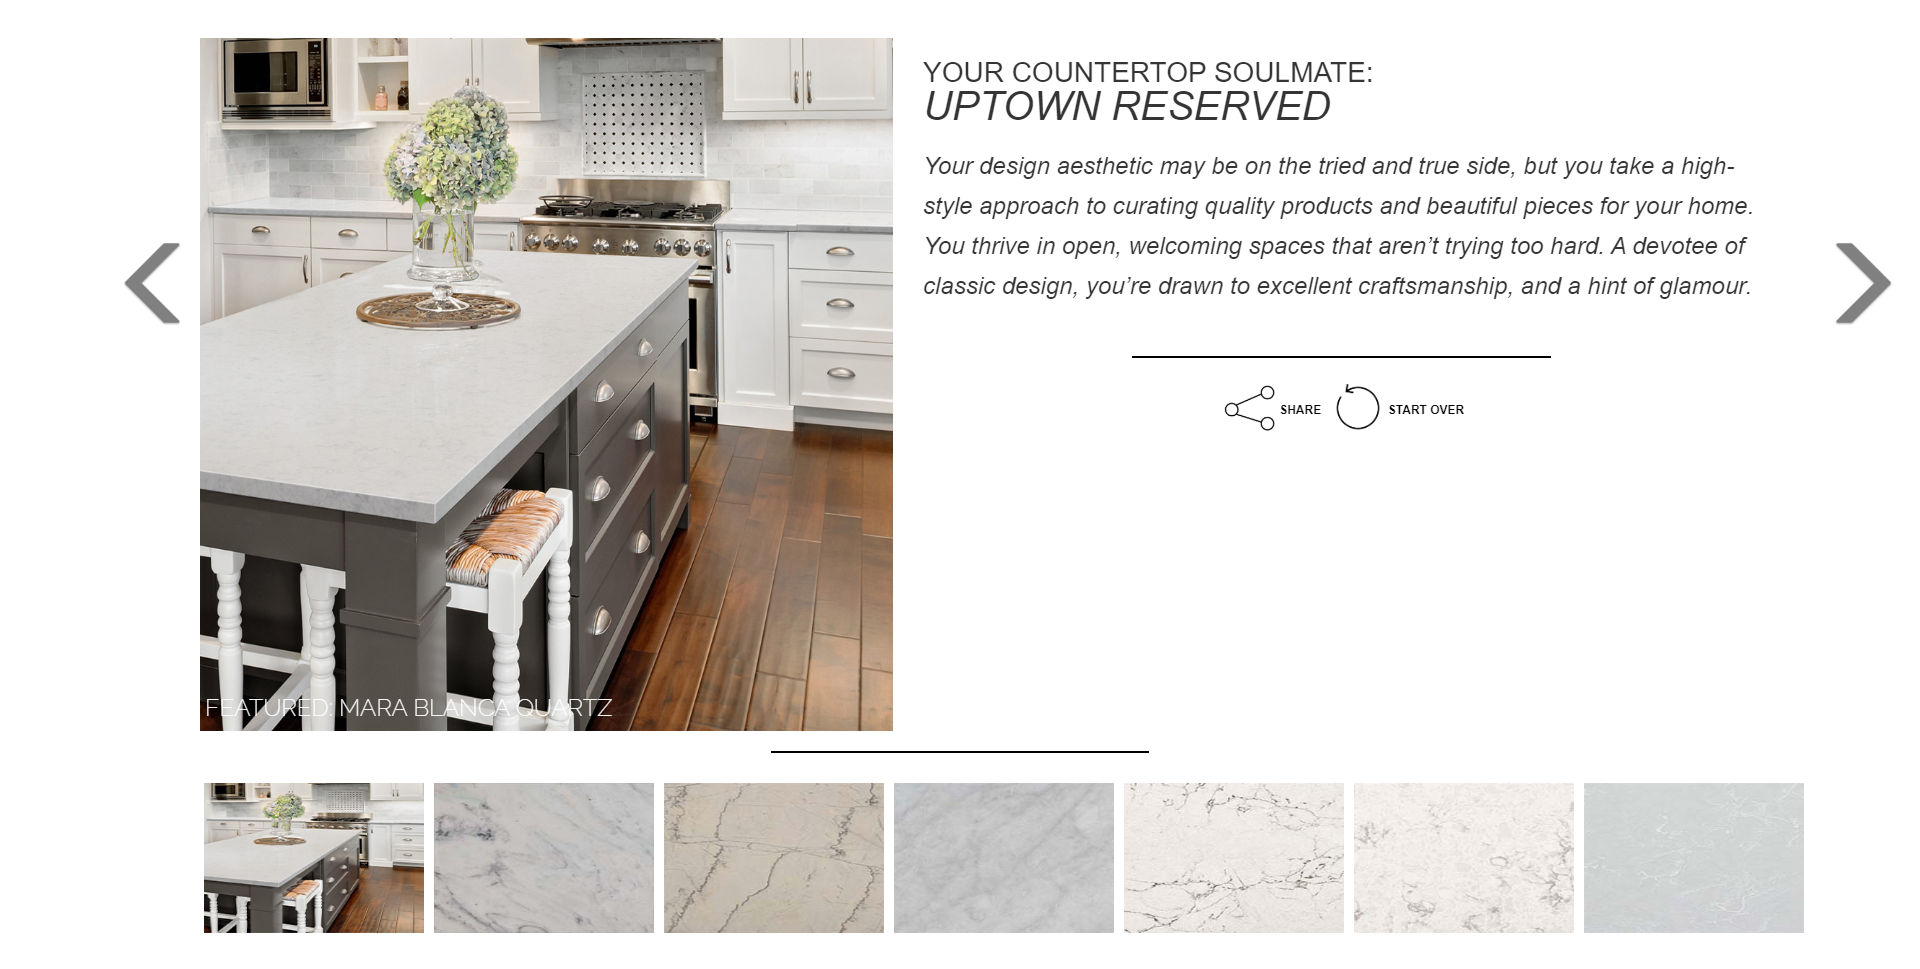 YOUR COUNTERTOP SOULMATE:
UPTOWN RESERVED
Your design aesthetic may be on the tried and true side, but you take a high-
style approach to curating quality products and beautiful pieces for your home.
You thrive in open, welcoming spaces that aren’t trying too hard. A devotee of
classic design, you’re drawn to excellent craftsmanship, and a hint of glamour.
SHARE START OVER
FEATURED: MARA BLANCA QUARTZ